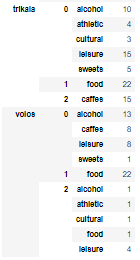 trikala 0 alcohol 10
athletic 4
cultural 3
leisure 15
sweets 5
1 food 22
2 caffes 15
volos 0 alcohol 13
caffes 8
leisure 8
sweets 1
1 food 22
2 alcohol 1
athletic 1
cultural 1
food 1
leisure 4